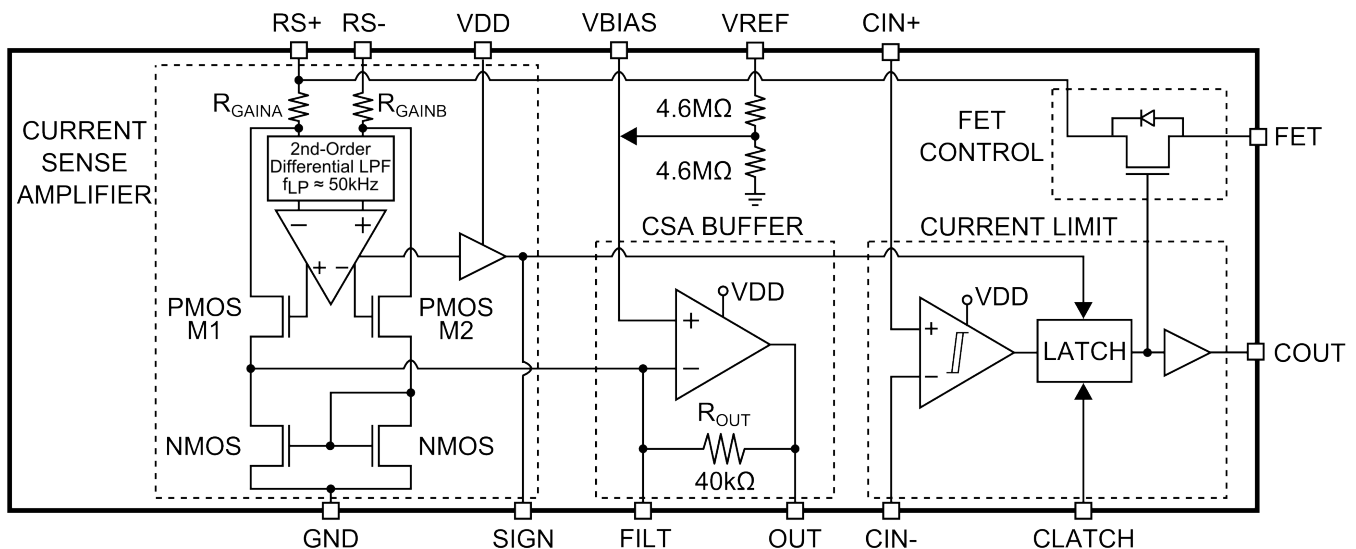 RS+ RS- VDD VBIAS VREF CIN+
CURRENT
SENSE
AMPLIFIER
RGAINA
RGAINB
2nd-Order
Differential LPF
fLP ≈ 50kHz
− +
+ −
PMOS
M1
PMOS
M2
NMOS
NMOS
4.6MΩ
4.6MΩ
CSA BUFFER
VDD
+
−
ROUT
40kΩ
FET
CONTROL
FET
CURRENT LIMIT
VDD
+
−
LATCH
COUT
GND SIGN FILT OUT CIN- CLATCH